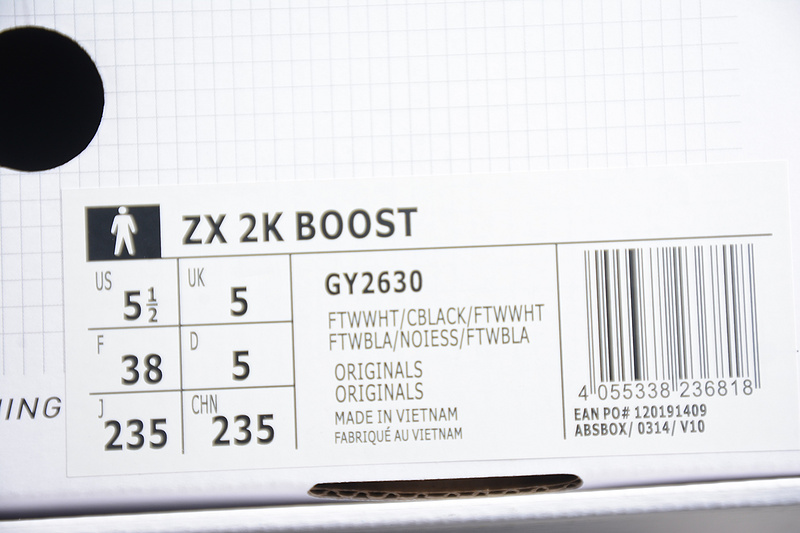 ZX 2K BOOST
US 5 1/2
UK 5
F 38
D 5
J 235
CHN 235
GY2630
FTWWHT/CBLACK/FTWWHT
FTWBLA/NOIESS/FTWBLA
ORIGINALS
ORIGINALS
MADE IN VIETNAM
FABRIQUÉ AU VIETNAM
4 055338 236818
EAN PO# 120191409
ABSBOX/ 0314/ V10
ING